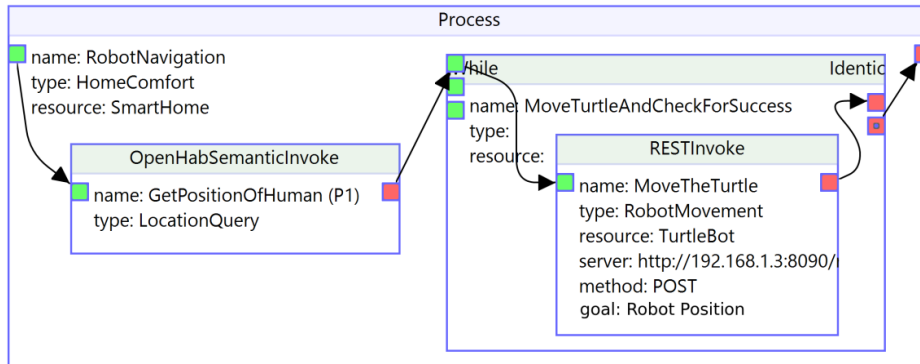 Process
name: RobotNavigation
type: HomeComfort
resource: SmartHome
OpenHabSemanticInvoke
name: GetPositionOfHuman (P1)
type: LocationQuery
While Identic
name: MoveTurtleAndCheckForSuccess
type:
resource:
RESTInvoke
name: MoveTheTurtle
type: RobotMovement
resource: TurtleBot
server: http://192.168.1.3:8090/
method: POST
goal: Robot Position